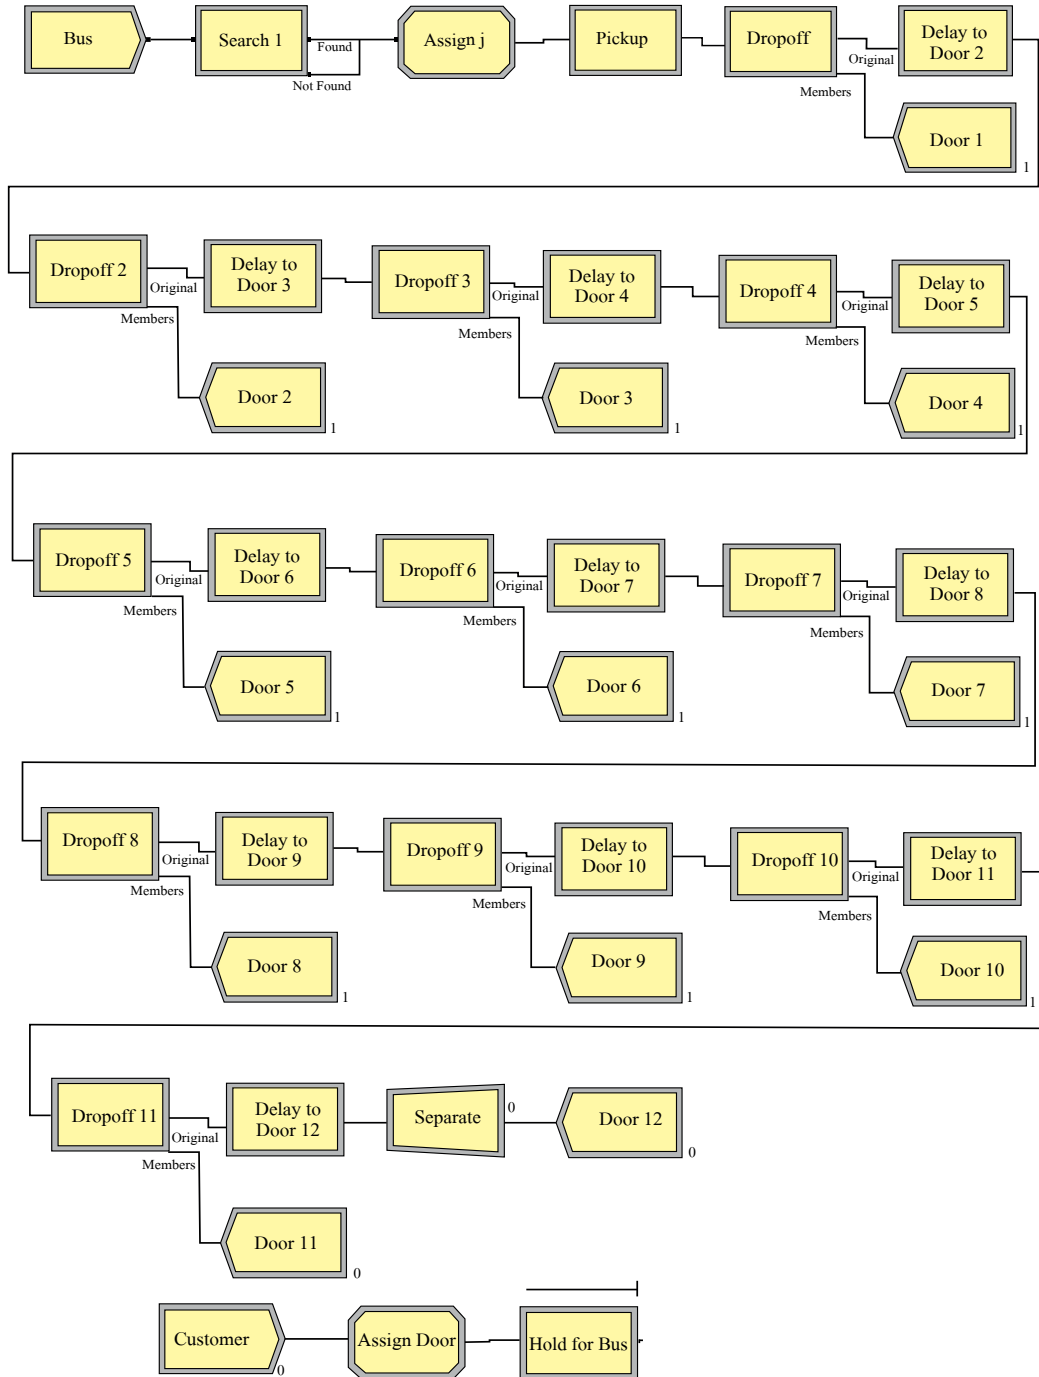 Bus
Search 1
Found
Not Found
Assign j
Pickup
Dropoff
Original
Members
Delay to
Door 2
Door 1
1
Dropoff 2
Original
Members
Delay to
Door 3
Door 2
1
Dropoff 3
Original
Members
Delay to
Door 4
Door 3
1
Dropoff 4
Original
Members
Delay to
Door 5
Door 4
1
Dropoff 5
Original
Members
Delay to
Door 6
Door 5
1
Dropoff 6
Original
Members
Delay to
Door 7
Door 6
1
Dropoff 7
Original
Members
Delay to
Door 8
Door 7
1
Dropoff 8
Original
Members
Delay to
Door 9
Door 8
1
Dropoff 9
Original
Members
Delay to
Door 10
Door 9
1
Dropoff 10
Original
Members
Delay to
Door 11
Door 10
1
Dropoff 11
Original
Members
Delay to
Door 12
Separate
0
Door 12
0
Door 11
0
Customer
0
Assign Door
Hold for Bus